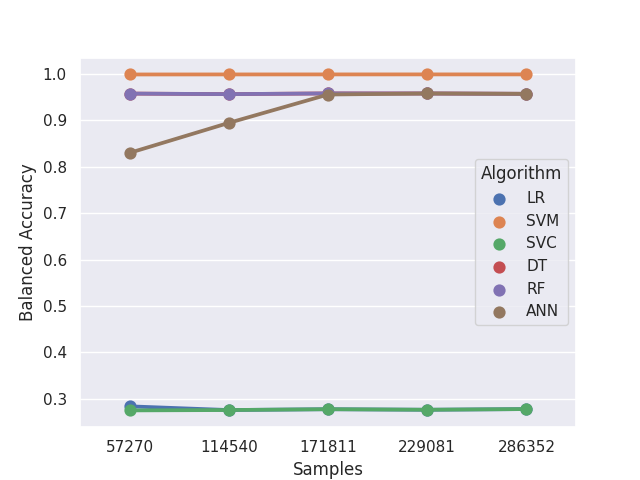 1.0
0.9
0.8
0.7
0.6
0.5
0.4
0.3
Balanced Accuracy
Algorithm
LR
SVM
SVC
DT
RF
ANN
57270 114540 171811 229081 286352
Samples